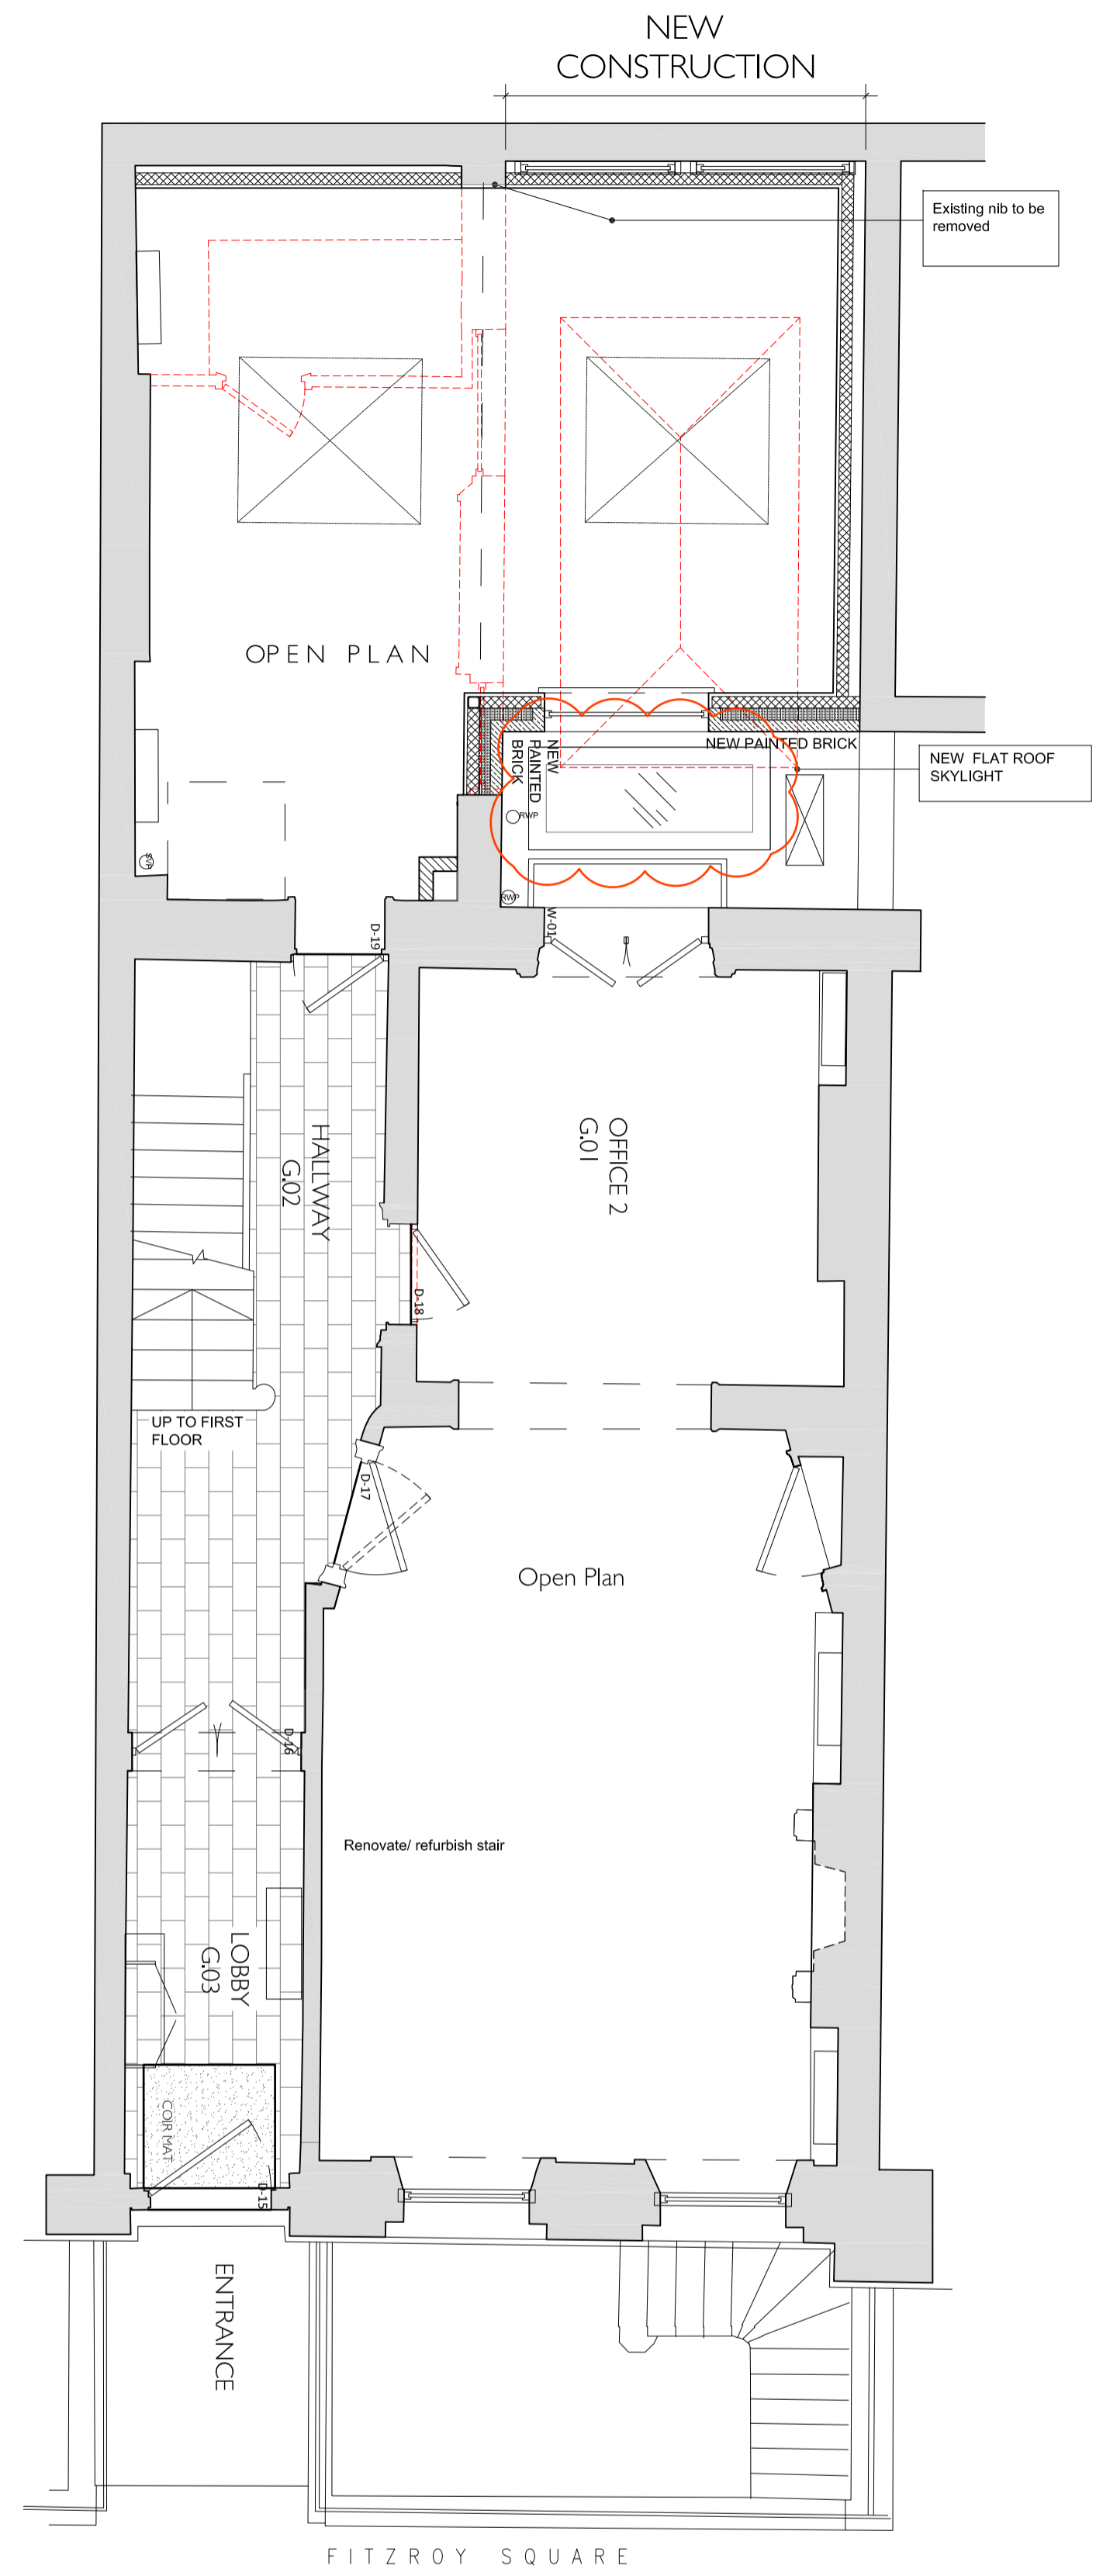 NEW
CONSTRUCTION
Existing nib to be
removed
OPEN PLAN
NEW PAINTED BRICK
NEW
PAINTED
BRICK
NEW FLAT ROOF
SKYLIGHT
RWP
SVP
RWP
W-01
D-19
HALLWAY
G.02
OFFICE 2
G.01
D-18
UP TO FIRST
FLOOR
D-17
Open Plan
D-16
Renovate/ refurbish stair
LOBBY
G.03
COIR MAT
D-15
ENTRANCE
FITZROY SQUARE